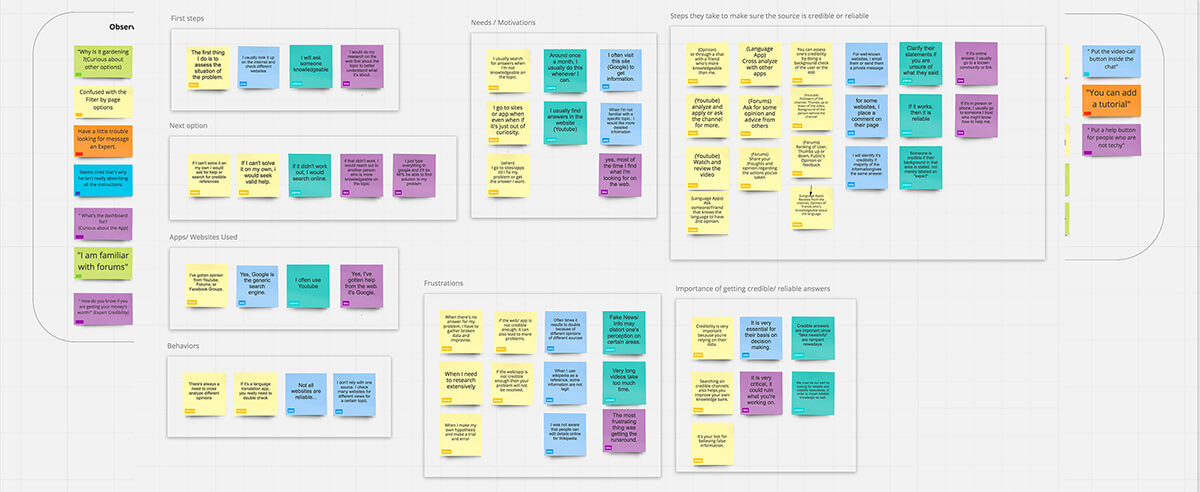 Observ
"Why is it gardening
?(Curious about
other options)
Confused with
the Filter by page
options
Have a little trouble
looking for message
an Expert.
Seems tired that's why
he isn't really absorbing
all the instructions
" What's the dashboard
for?
(Curious about the App)
"I am familiar
with forums"
" How do you know if you
are getting your money's
worth?" (Expert Credibility)
First steps
The first thing
I do is to
assess the
situation of
the problem.
I usually look it up
on the internet and
check different
websites
I will ask
someone
knowledgeable
I would do my
research on the
web first about the
topic to better
understand what
it's about.
Next option
If I can't solve it on
my own I would
ask for help or
search for credible
references
If I can't solve
it on my own, I
would seek
valid help.
if it didn't work
out, I would
search online.
If that didn't work, I
would reach out to
another person
who is more
knowledgeable on
the topic
I just type
everything in
google and it'll be
99% be able to find
solution to my
problem
Apps/ Websites Used
I've gotten opinion
from Youtube,
Forums, or
Facebook Groups.
Yes, Google is
the generic
search engine.
I often use
Youtube
Yes, I've
gotten help
from the web.
it's Google.
Behaviors
There's always a
need to cross
analyze different
opinions
If it's a language
translation app,
you really need to
double check
Not all
websites are
reliable...
I don't rely with one
source. I check
many websites for
different views for
a certain topic.
Needs / Motivations
I usually search
for answers when
I'm not
knowledgeable on
the topic.
Around once
a month, I
usually do this
whenever I
can.
I often visit
this site
(Google) to
get
information.
I go to sites
or app when
even when if
it's just out of
curiosity.
I usually find
answers in the
website
(Youtube)
When I'm not
familiar with a
specific topic, I
would like more
detailed
information
(when)
I go to sites/apps
till I fix my
problem or get
the answer I want.
yes, most of
the time I find
what I'm
looking for on
the web.
Frustrations
When there's no
answer for my
problem, I have to
gather broken
data and
improvise.
If the web/ app is
not credible
enough, it can
also lead to more
problems.
Often times it
results to doubt
because of
different opinions
of different sources
Fake News/
Info may
distort one's
perception on
certain areas.
When I need
to research
extensively
If the web/app is
not credible
enough then your
problem will not
be resolved.
When I use
wikipedia as a
reference, some
information are
not legit
Very long
videos take
too much
time.
When I make my
own hypothesis
and make a trial
and error
I was not aware
that people can
edit details online
for Wikipedia
The most
frustrating
thing was
getting the
runaround.
Steps they take to make sure the source is credible or reliable
(Opinion)
or through a chat
with a friend
who's more
knowledgeable
than me.
(Language App)
Cross analyze
with other
apps
You can assess
one's credibility
by doing a
background check
of the user or the
app
For well-known
websites, I email
them or send them
a private message
Clarify their
statements if
you are
unsure of
what they said
If it's online
answer, I usually
go to a known
community or link.
(Youtube)
analyze and
apply or ask
the channel
for more.
(Forums)
Ask for some
opinion and
advice from
others
(Youtube)
Followers of the
channel, Thumbs up or
down of the video,
Background of the
person behind the
channel
for some
websites, I
place a
comment on
their page
If it works,
then it is
reliable
If it's in person or
phone, I usually go
to someone I trust who
might know how to
help me.
(Youtube)
Watch and
review the
video
(Forums)
Share your
thoughts and
opinion regarding
the actions you've
taken
(Forums)
Ranking of User,
Thumbs up or
down, Public's
Opinion or
feedback
I will identify it's
credibility, if
majority of the
information gives
the same answer.
Someone is
credible if their
background in that
area is stated, not
merely labeled an
"expert"
(Language Apps)
Ask
someone/friend
that knows the
language to have
and opinion.
(Language Apps)
Reviews from the
internet, Opinion of
friends who's
knowledgeable about
the language
Importance of getting credible/ reliable answers
Credibility is very
important
because you're
relying on their
data.
It is very
essential for
their basis on
decision
making.
Credible answers
are important since
"fake news/info"
are rampant
nowadays
Searching on
credible channels
also helps you
improve your own
knowledge bank.
It is very
critical, it
could ruin
what you're
working on.
It's your lost for
believing false
information.
" Put the video-call
button inside the
chat"
"You can add
a tutorial"
" Put a help button
for people who are
not techy"